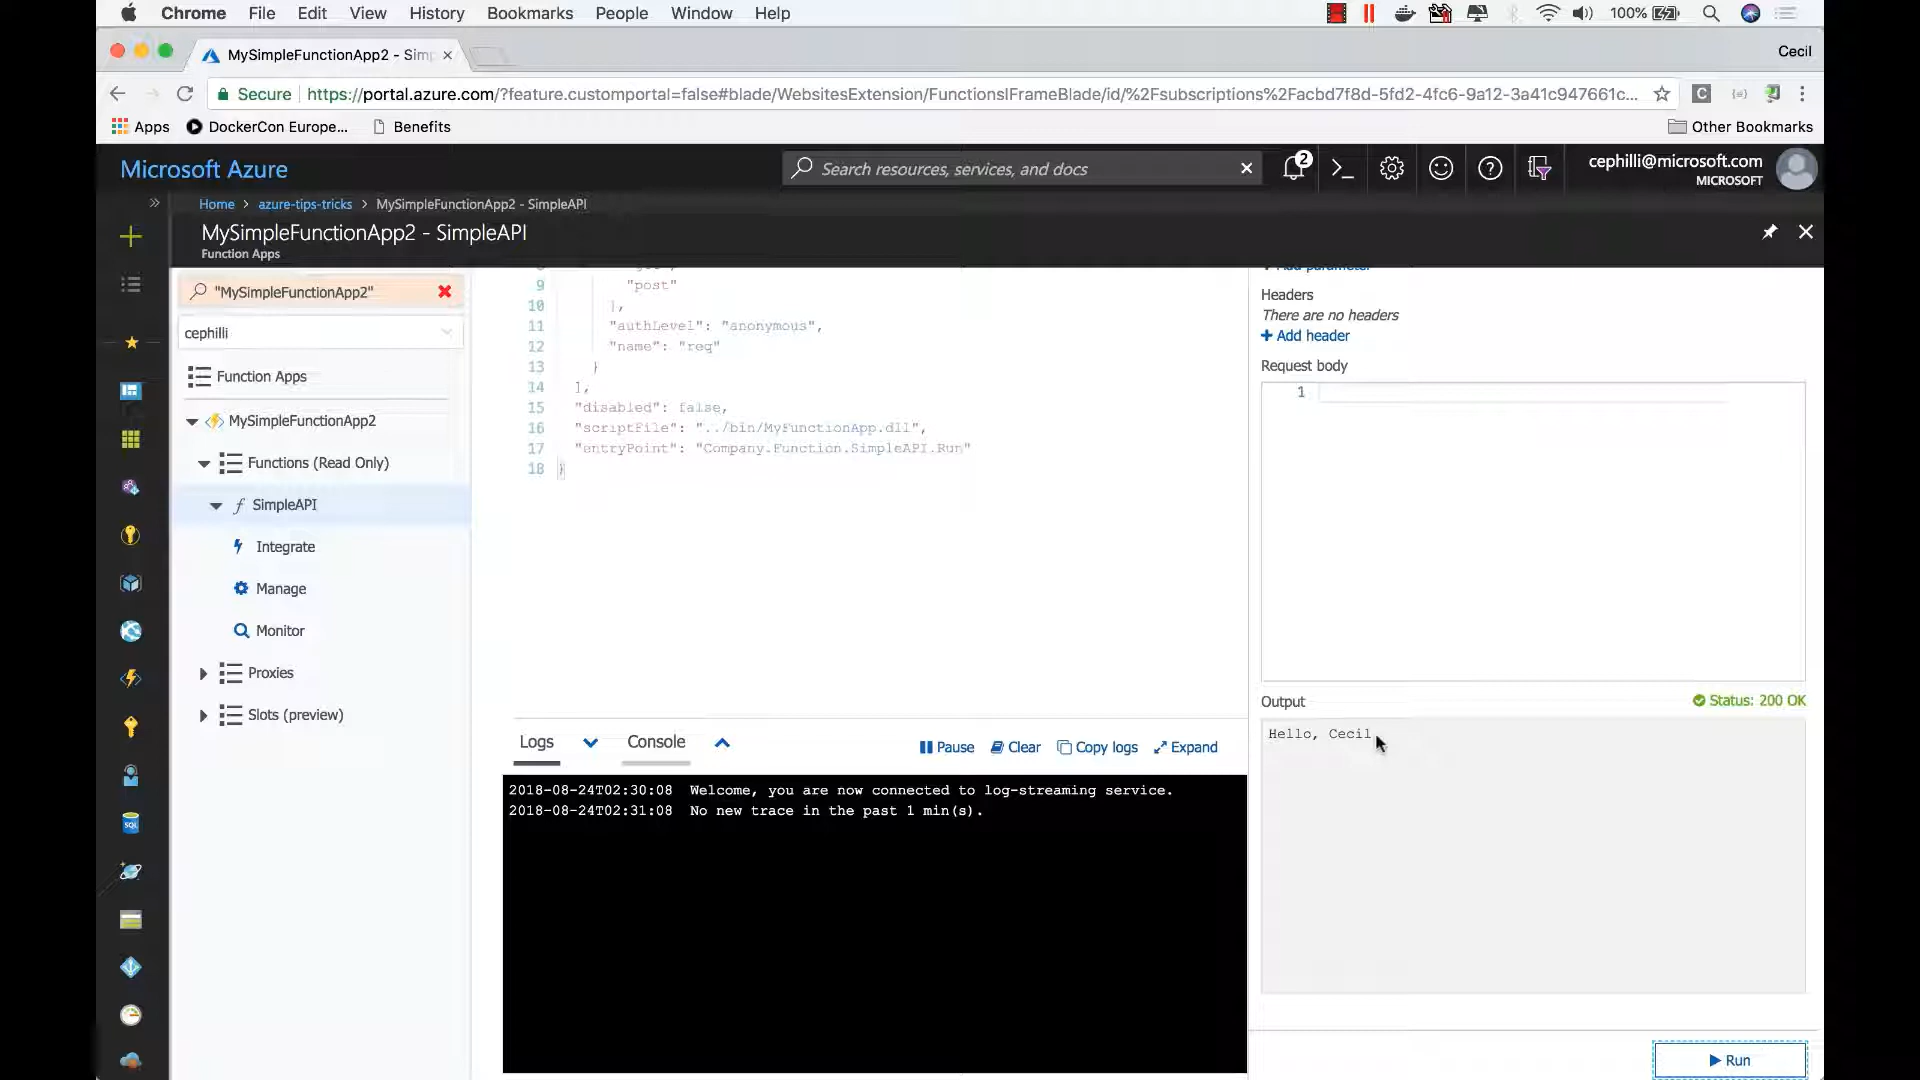 Chrome File Edit View History Bookmarks People Window Help 100%
MySimpleFunctionApp2 - Sim Cecil
Secure https://portal.azure.com/?feature.customportal=false#blade/WebsitesExtension/FunctionsIFrameBlade/id/%2Fsubscriptions%2Facbd7f8d-5fd2-4fc6-9a12-3a41c947661c...
Apps DockerCon Europe... Benefits Other Bookmarks
Microsoft Azure Search resources, services, and docs 2 cephilli@microsoft.com
MICROSOFT
Home > azure-tips-tricks > MySimpleFunctionApp2 - SimpleAPI
MySimpleFunctionApp2 - SimpleAPI
Function Apps
"MySimpleFunctionApp2"
cephilli
Function Apps
MySimpleFunctionApp2
Functions (Read Only)
SimpleAPI
Integrate
Manage
Monitor
Proxies
Slots (preview)
9 "post"
10 ],
11 "authLevel": "anonymous",
12 "name": "req"
13 }
14 ],
15 "disabled": false,
16 "scriptFile": "../bin/MyFunctionApp.dll",
17 "entryPoint": "Company.Function.SimpleAPI.Run"
18 }
Logs Console Pause Clear Copy logs Expand
2018-08-24T02:30:08 Welcome, you are now connected to log-streaming service.
2018-08-24T02:31:08 No new trace in the past 1 min(s).
Headers
There are no headers
Add header
Request body
1
Output Status: 200 OK
Hello, Cecil
Run